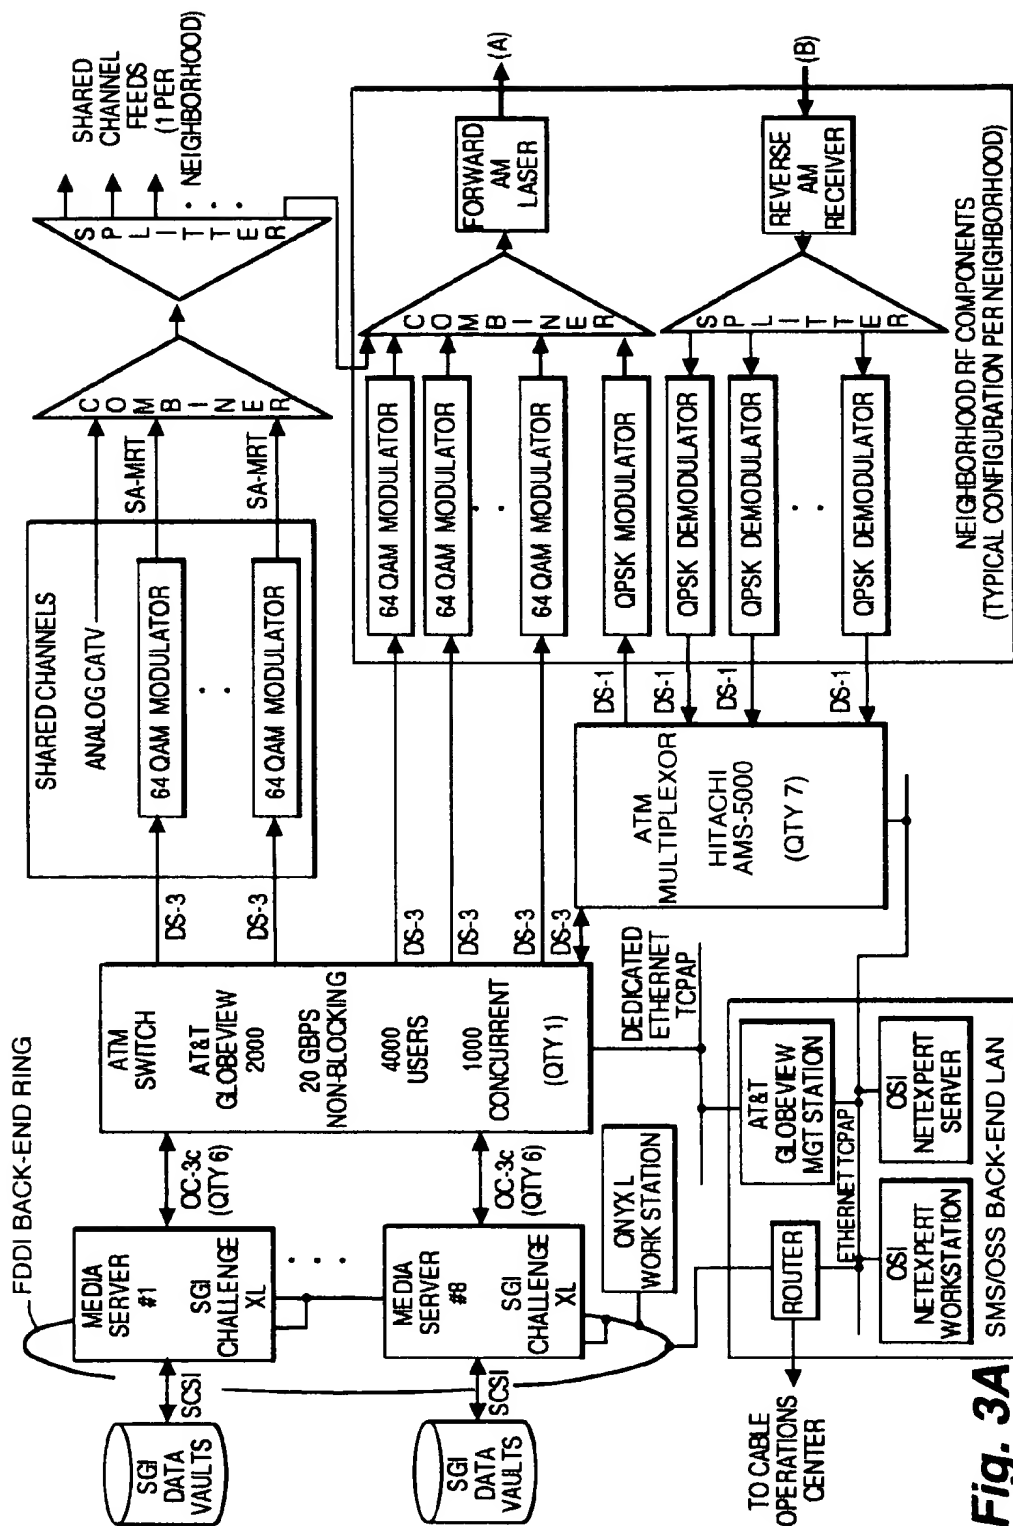 FDDI BACK-END RING
SGI
DATA
VAULTS
SCSI
MEDIA
SERVER
#1
SGI
CHALLENGE
XL
OC-3c
(QTY 6)
SGI
DATA
VAULTS
SCSI
MEDIA
SERVER
#8
SGI
CHALLENGE
XL
OC-3c
(QTY 6)
ONYX L
WORK STATION
ATM
SWITCH
AT&T
GLOBEVIEW
2000
20 GBPS
NON-BLOCKING
4000
USERS
1000
CONCURRENT
(QTY 1)
DS-3
DS-3
DS-3
DS-3
DS-3
DS-3
SHARED CHANNELS
ANALOG CATV
64 QAM MODULATOR
64 QAM MODULATOR
SA-MRT
SA-MRT
COMBINER
SPLITTER
SHARED
CHANNEL
FEEDS
(1 PER
NEIGHBORHOOD)
64 QAM MODULATOR
64 QAM MODULATOR
64 QAM MODULATOR
QPSK MODULATOR
QPSK DEMODULATOR
QPSK DEMODULATOR
QPSK DEMODULATOR
COMBINER
SPLITTER
FORWARD
AM
LASER
(A)
REVERSE
AM
RECEIVER
(B)
NEIGHBORHOOD RF COMPONENTS
(TYPICAL CONFIGURATION PER NEIGHBORHOOD)
DS-1
DS-1
DS-1
DS-1
ATM
MULTIPLEXOR
HITACHI
AMS-5000
(QTY 7)
DEDICATED
ETHERNET
TCPAP
AT&T
GLOBEVIEW
MGT STATION
ROUTER
ETHERNET TCPAP
OSI
NETEXPERT
WORKSTATION
OSI
NETEXPERT
SERVER
SMS/OSS BACK-END LAN
TO CABLE
OPERATIONS
CENTER
Fig. 3A